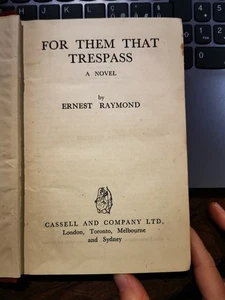 FOR THEM THAT
TRESPASS
A NOVEL
by
ERNEST RAYMOND
CASSELL AND COMPANY LTD.
London, Toronto, Melbourne
and Sydney